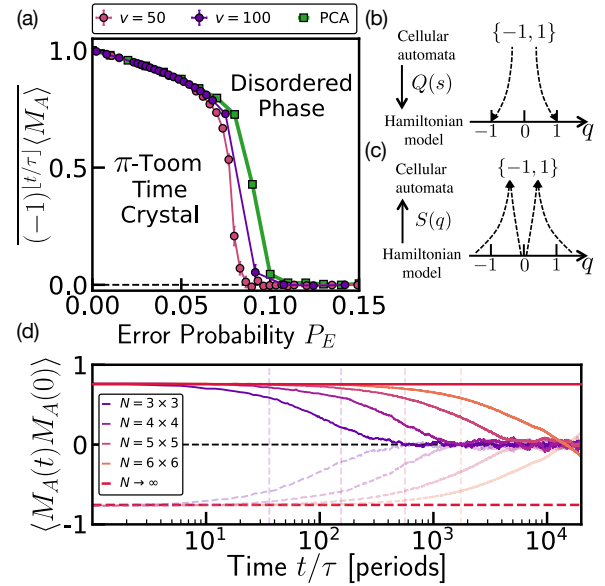 (a)
v = 50
v = 100
PCA
1.0
0.5
0.0
(-1)^{⌊t/τ⌋}⟨M_A⟩
Disordered
Phase
π-Toom
Time
Crystal
0.00
0.05
0.10
0.15
Error Probability P_E
(b)
Cellular
automata
{-1, 1}
Q(s)
Hamiltonian
model
-1
0
1
q
(c)
Cellular
automata
{-1, 1}
S(q)
Hamiltonian
model
-1
0
1
q
(d)
1
0
-1
⟨M_A(t)M_A(0)⟩
N = 3 × 3
N = 4 × 4
N = 5 × 5
N = 6 × 6
N → ∞
10^1
10^2
10^3
10^4
Time t/τ [periods]